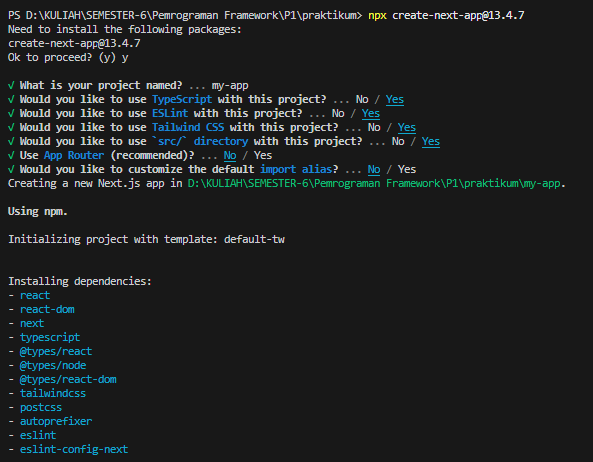 PS D:\KULIAH\SEMESTER-6\Pemrograman Framework\P1\praktikum> npx create-next-app@13.4.7
Need to install the following packages:
create-next-app@13.4.7
Ok to proceed? (y) y

√ What is your project named? ... my-app
√ Would you like to use TypeScript with this project? ... No / Yes
√ Would you like to use ESLint with this project? ... No / Yes
√ Would you like to use Tailwind CSS with this project? ... No / Yes
√ Would you like to use `src/` directory with this project? ... No / Yes
√ Use App Router (recommended)? ... No / Yes
√ Would you like to customize the default import alias? ... No / Yes
Creating a new Next.js app in D:\KULIAH\SEMESTER-6\Pemrograman Framework\P1\praktikum\my-app.

Using npm.

Initializing project with template: default-tw


Installing dependencies:
- react
- react-dom
- next
- typescript
- @types/react
- @types/node
- @types/react-dom
- tailwindcss
- postcss
- autoprefixer
- eslint
- eslint-config-next